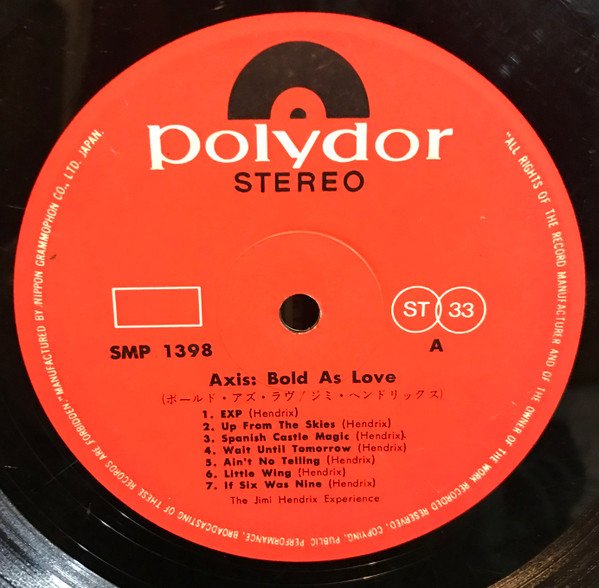 polydor
STEREO
ST 33
SMP 1398
A
Axis: Bold As Love
(ボールド・アズ・ラヴ/ジミ・ヘンドリックス)
1. EXP (Hendrix)
2. Up From The Skies (Hendrix)
3. Spanish Castle Magic (Hendrix)
4. Wait Until Tomorrow (Hendrix)
5. Ain't No Telling (Hendrix)
6. Little Wing (Hendrix)
7. If Six Was Nine (Hendrix)
The Jimi Hendrix Experience
"ALL RIGHTS OF THE RECORD MANUFACTURER AND OF THE OWNER OF THE WORK RECORDED RESERVED, COPYING, PUBLIC PERFORMANCE, BROADCASTING OF THESE RECORDS ARE FORBIDDEN" MANUFACTURED BY NIPPON GRAMMOPHON CO., LTD. JAPAN.